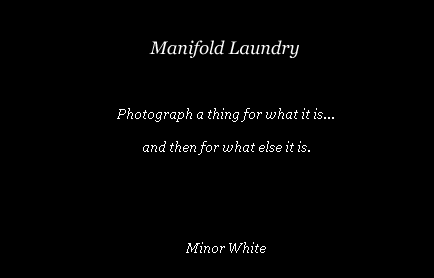 Manifold Laundry
Photograph a thing for what it is...
and then for what else it is.
Minor White